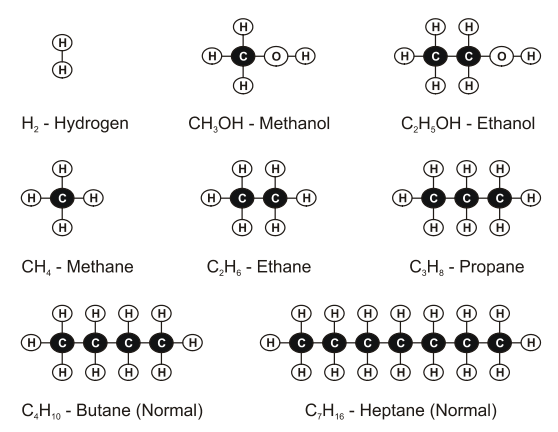 H H H
H
H C O H H C C O H
H
H H H
H₂ - Hydrogen CH₃OH - Methanol C₂H₅OH - Ethanol
H H H H H H
H C H H C C H H C C C H
H H H H H H
CH₄ - Methane C₂H₆ - Ethane C₃H₈ - Propane
H H H H H H H H H H H
H C C C C H H C C C C C C C H
H H H H H H H H H H H
C₄H₁₀ - Butane (Normal) C₇H₁₆ - Heptane (Normal)